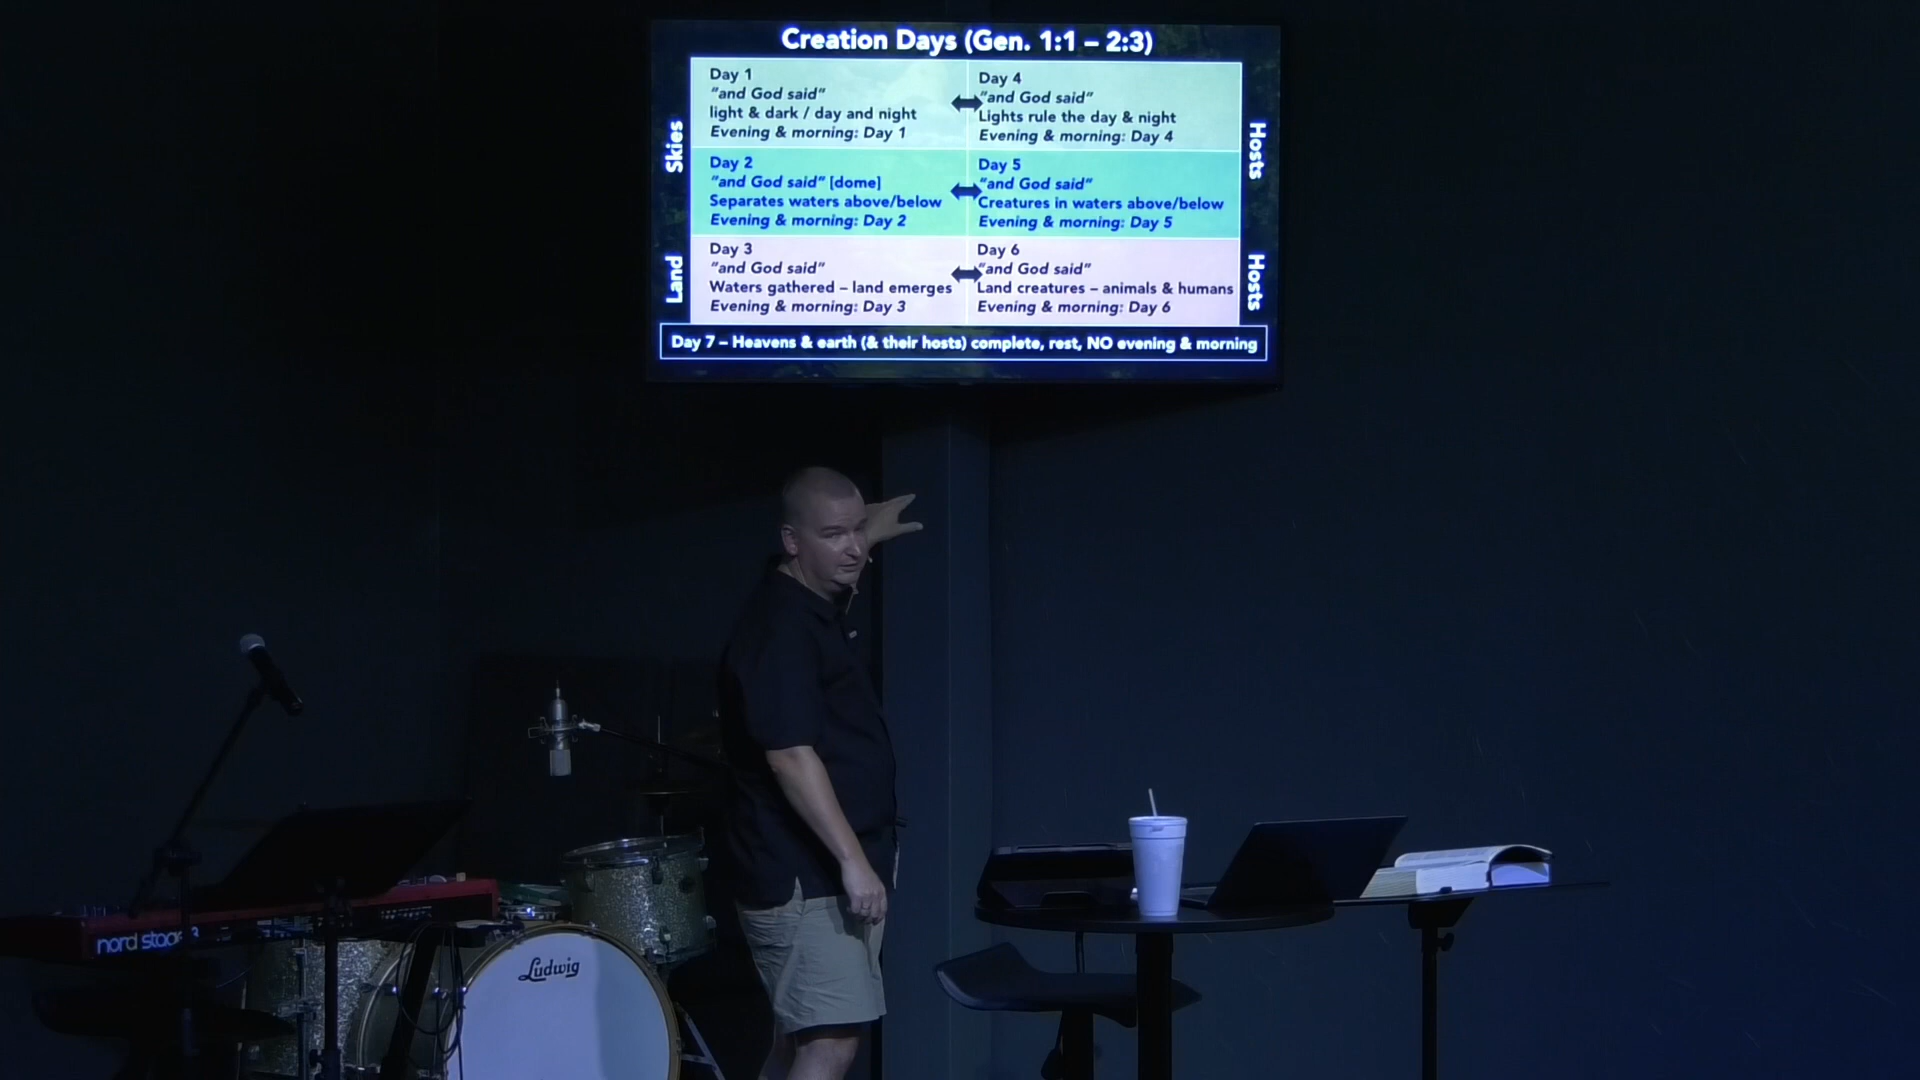 Creation Days (Gen. 1:1 – 2:3)
Skies
Land
Day 1
"and God said"
light & dark / day and night
Evening & morning: Day 1
Day 4
"and God said"
Lights rule the day & night
Evening & morning: Day 4
Day 2
"and God said" [dome]
Separates waters above/below
Evening & morning: Day 2
Day 5
"and God said"
Creatures in waters above/below
Evening & morning: Day 5
Day 3
"and God said"
Waters gathered – land emerges
Evening & morning: Day 3
Day 6
"and God said"
Land creatures – animals & humans
Evening & morning: Day 6
Hosts
Hosts
Day 7 – Heavens & earth (& their hosts) complete, rest, NO evening & morning
nord stage 3
Ludwig